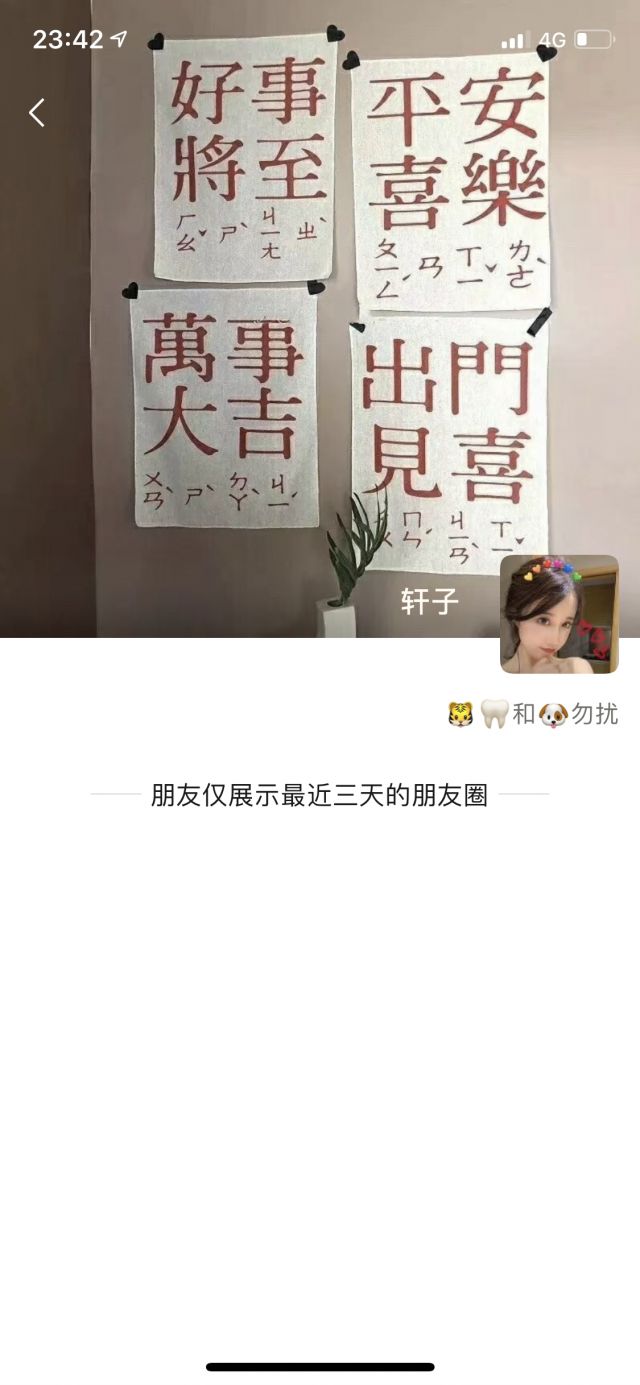 23:42
4G
好事
將至
ㄏㄠˇ ㄕˋ ㄐㄧㄤ ㄓˋ
平安
喜樂
ㄆㄧㄥˊ ㄢ ㄒㄧˇ ㄌㄜˋ
萬事
大吉
ㄨㄢˋ ㄕˋ ㄉㄚˋ ㄐㄧˊ
出門
見喜
ㄇㄣˊ ㄐㄧㄢˋ ㄒㄧˇ
轩子
🐯🦷和🐶勿扰
朋友仅展示最近三天的朋友圈